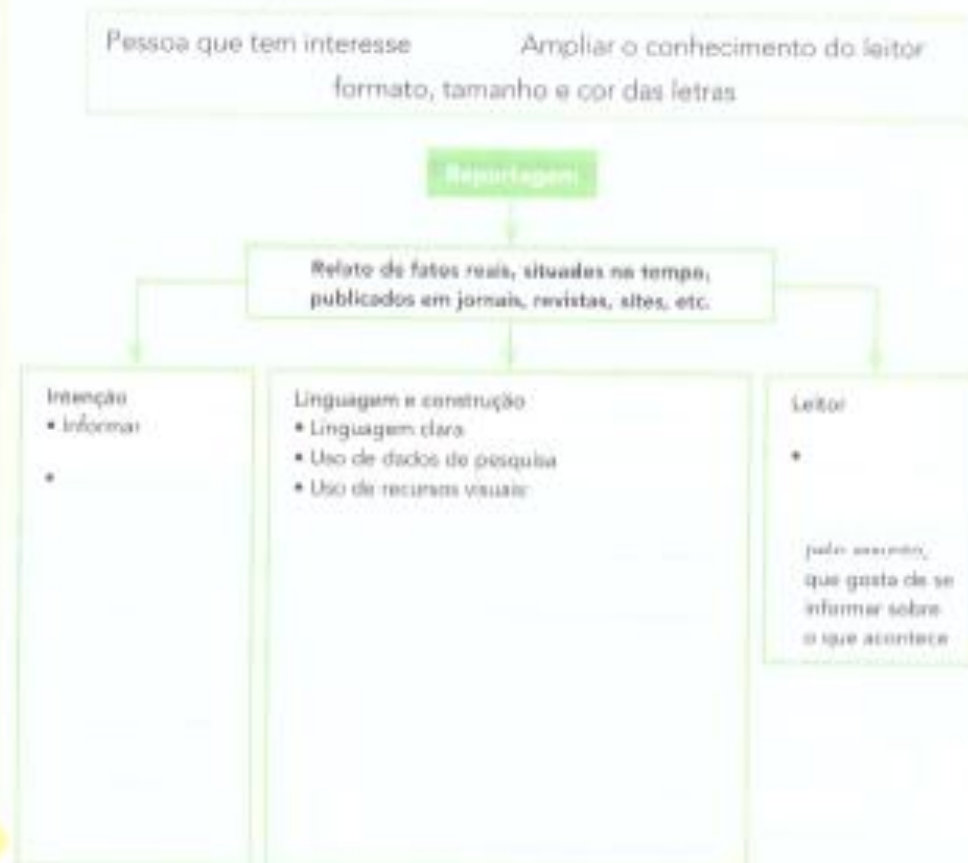 Pessoa que tem interesse
Ampliar o conhecimento do leitor
formato, tamanho e cor das letras
Reportagem
Relato de fatos reais, situados no tempo,
publicados em jornais, revistas, sites, etc.
Intenção
• Informar
•
Linguagem e construção
• Linguagem clara
• Uso de dados de pesquisa
• Uso de recursos visuais:
Leitor
•
pelo assunto,
que gosta de se
informar sobre
o que acontece